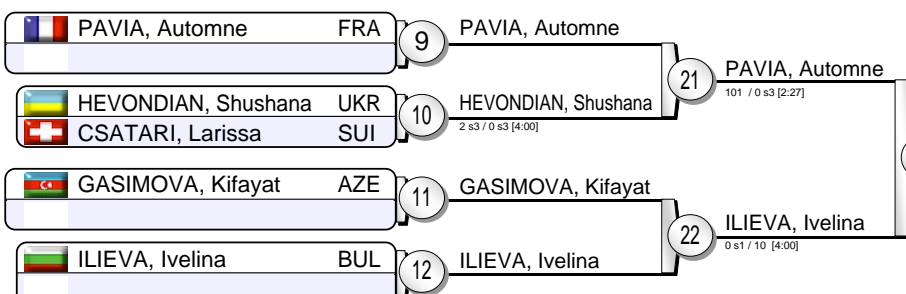 PAVIA, Automne FRA
9
PAVIA, Automne
HEVONDIAN, Shushana UKR
CSATARI, Larissa SUI
10
HEVONDIAN, Shushana
2 s3 / 0 s3 [4:00]
21
PAVIA, Automne
101 / 0 s3 [2:27]
GASIMOVA, Kifayat AZE
11
GASIMOVA, Kifayat
ILIEVA, Ivelina BUL
12
ILIEVA, Ivelina
22
ILIEVA, Ivelina
0 s1 / 10 [4:00]